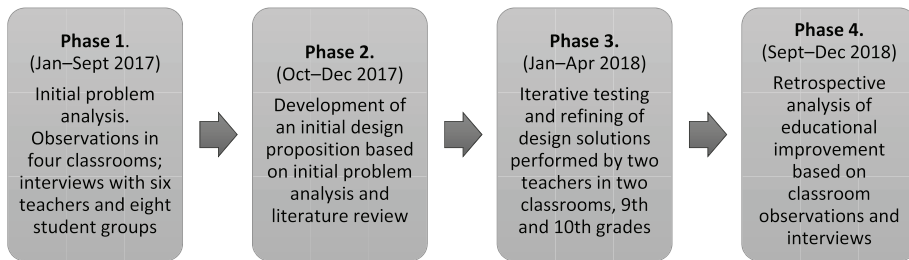 Phase 1.
(Jan–Sept 2017)
Initial problem
analysis.
Observations in
four classrooms;
interviews with six
teachers and eight
student groups
Phase 2.
(Oct–Dec 2017)
Development of
an initial design
proposition based
on initial problem
analysis and
literature review
Phase 3.
(Jan–Apr 2018)
Iterative testing
and refining of
design solutions
performed by two
teachers in two
classrooms, 9th
and 10th grades
Phase 4.
(Sept–Dec 2018)
Retrospective
analysis of
educational
improvement
based on
classroom
observations and
interviews